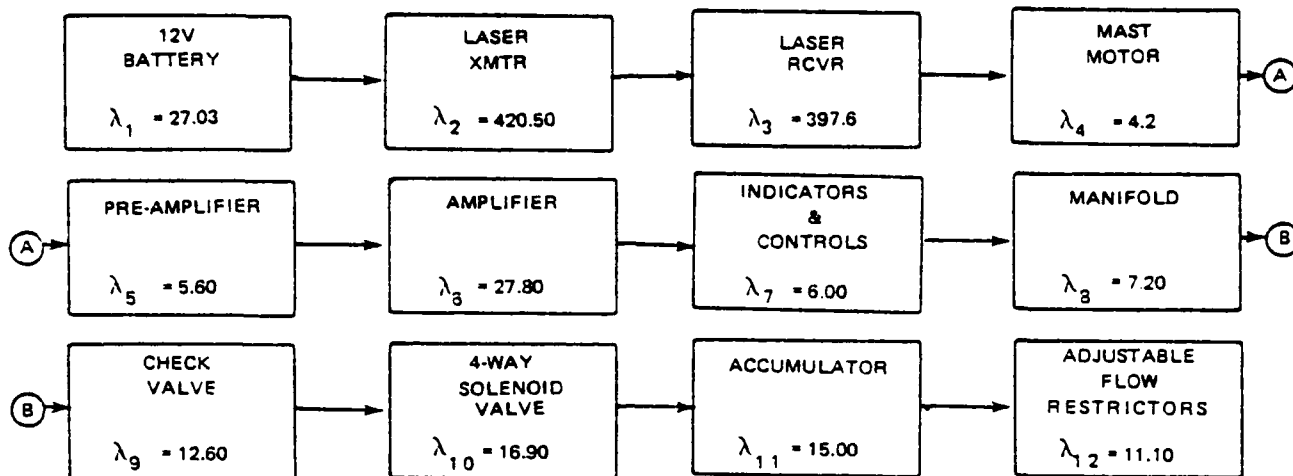 12V
BATTERY
λ1 = 27.03
LASER
XMTR
λ2 = 420.50
LASER
RCVR
λ3 = 397.6
MAST
MOTOR
λ4 = 4.2
A
A
PRE-AMPLIFIER
λ5 = 5.60
AMPLIFIER
λ6 = 27.80
INDICATORS
&
CONTROLS
λ7 = 6.00
MANIFOLD
λ8 = 7.20
B
B
CHECK
VALVE
λ9 = 12.60
4-WAY
SOLENOID
VALVE
λ10 = 16.90
ACCUMULATOR
λ11 = 15.00
ADJUSTABLE
FLOW
RESTRICTORS
λ12 = 11.10